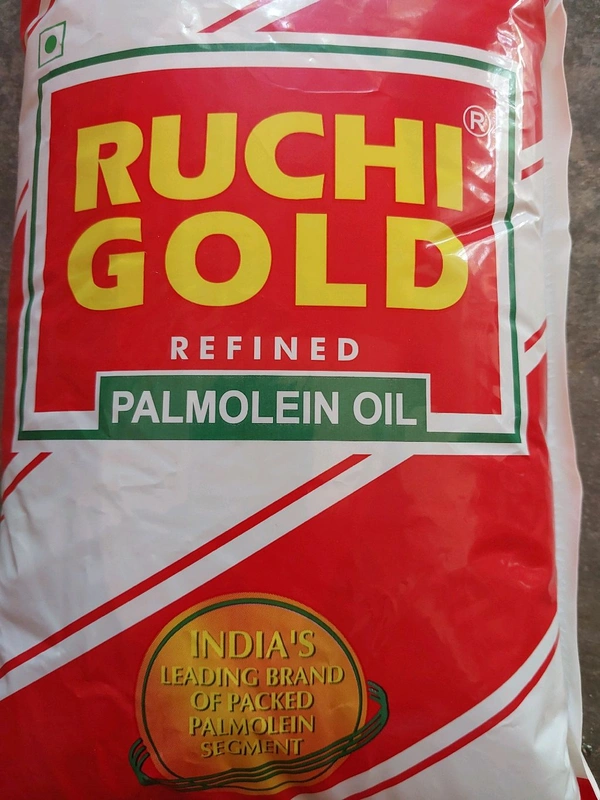 RUCHI ®
GOLD
REFINED
PALMOLEIN OIL
INDIA'S
LEADING BRAND
OF PACKED
PALMOLEIN
SEGMENT